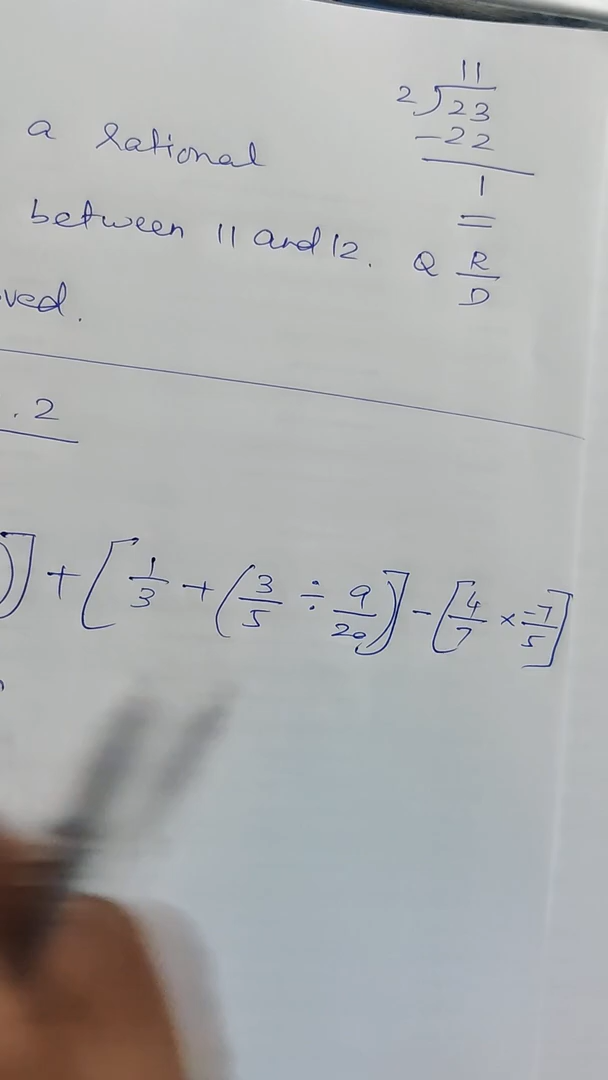 a rational
between 11 and 12.
ved.
11
2 ) 23
-22
1
=
Q R/D
. 2
)] + [ 1/3 + ( 3/5 ÷ 9/20 ) ] - [ 4/7 × -7/5 ]